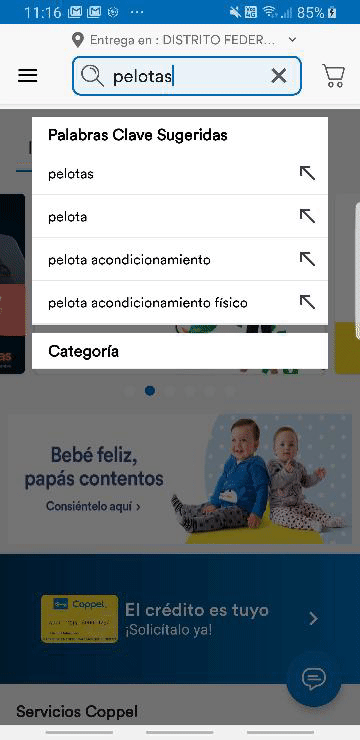 11:16
85%
Entrega en : DISTRITO FEDER...
pelotas
Palabras Clave Sugeridas
pelotas
pelota
pelota acondicionamiento
pelota acondicionamiento físico
Categoría
Bebé feliz,
papás contentos
Consiéntelo aquí ›
Coppel
El crédito es tuyo
¡Solicítalo ya!
Servicios Coppel